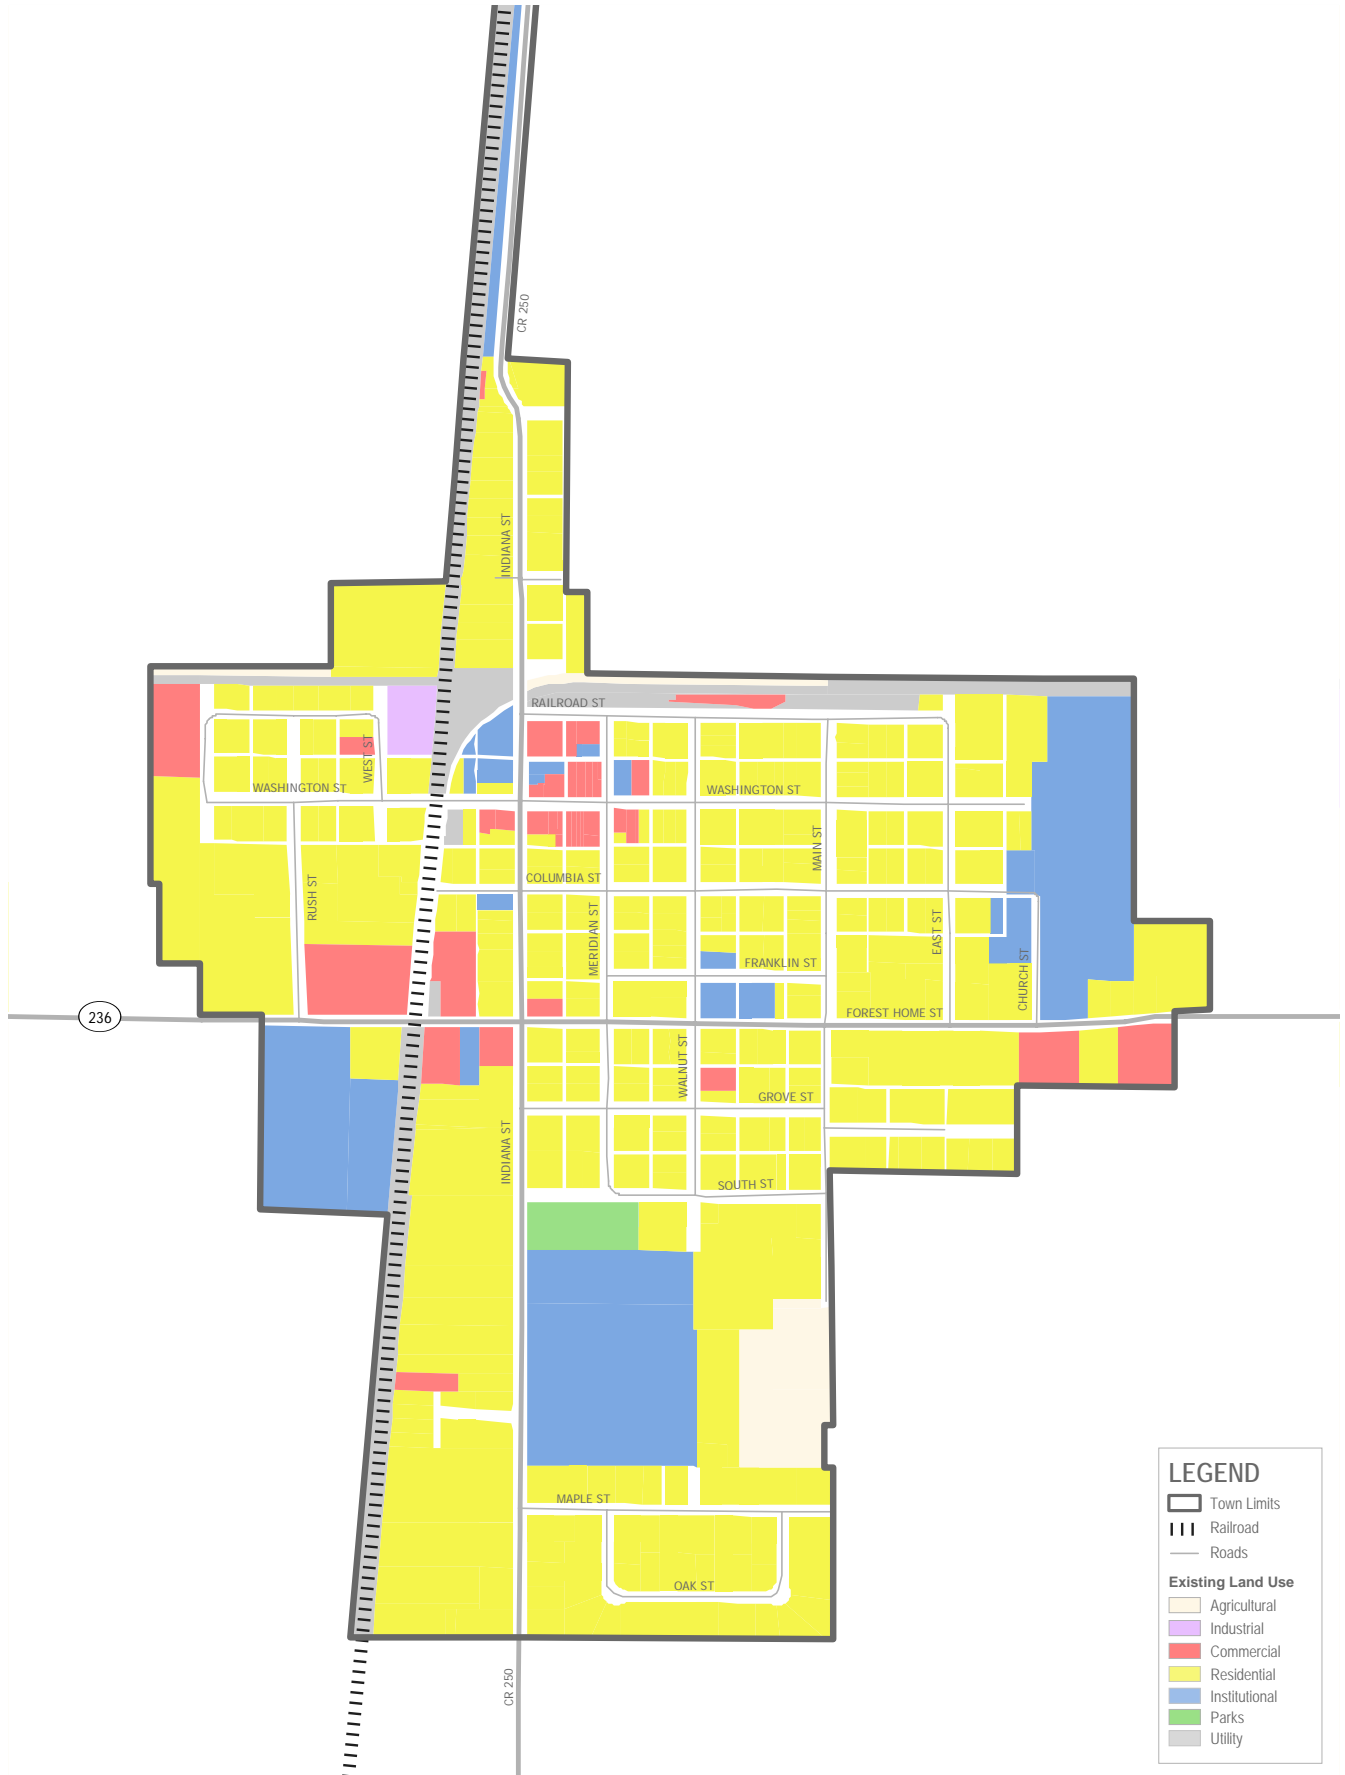 CR 250
INDIANA ST
RAILROAD ST
WEST ST
WASHINGTON ST
WASHINGTON ST
MAIN ST
COLUMBIA ST
RUSH ST
MERIDIAN ST
EAST ST
FRANKLIN ST
CHURCH ST
FOREST HOME ST
236
WALNUT ST
GROVE ST
INDIANA ST
SOUTH ST
MAPLE ST
OAK ST
CR 250
LEGEND
Town Limits
Railroad
Roads
Existing Land Use
Agricultural
Industrial
Commercial
Residential
Institutional
Parks
Utility